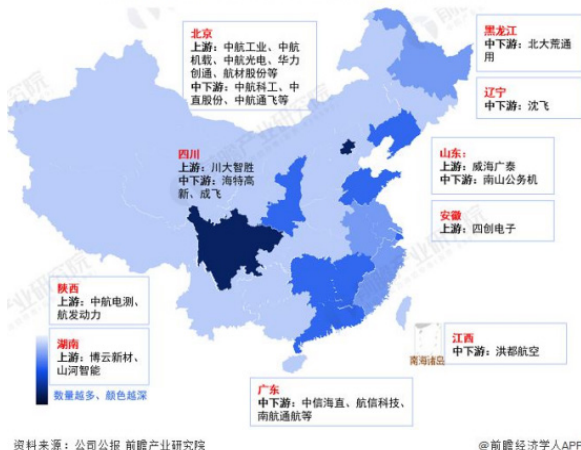 北京
上游：中航工业、中航
机载、中航光电、华力
创通、航材股份等
中下游：中航科工、中
直股份、中航通飞等
黑龙江
中下游：北大荒通
用
辽宁
中下游：沈飞
四川
上游：川大智胜
中下游：海特高
新、成飞
山东：
上游：威海广泰
中下游：南山公务机
安徽
上游：四创电子
陕西
上游：中航电测、
航发动力
湖南
上游：博云新材、
山河智能
数量越多、颜色越深
江西
中下游：洪都航空
南海诸岛
广东
中下游：中信海直、航信科技、
南航通航等
资料来源：公司公报 前瞻产业研究院
@前瞻经济学人APP